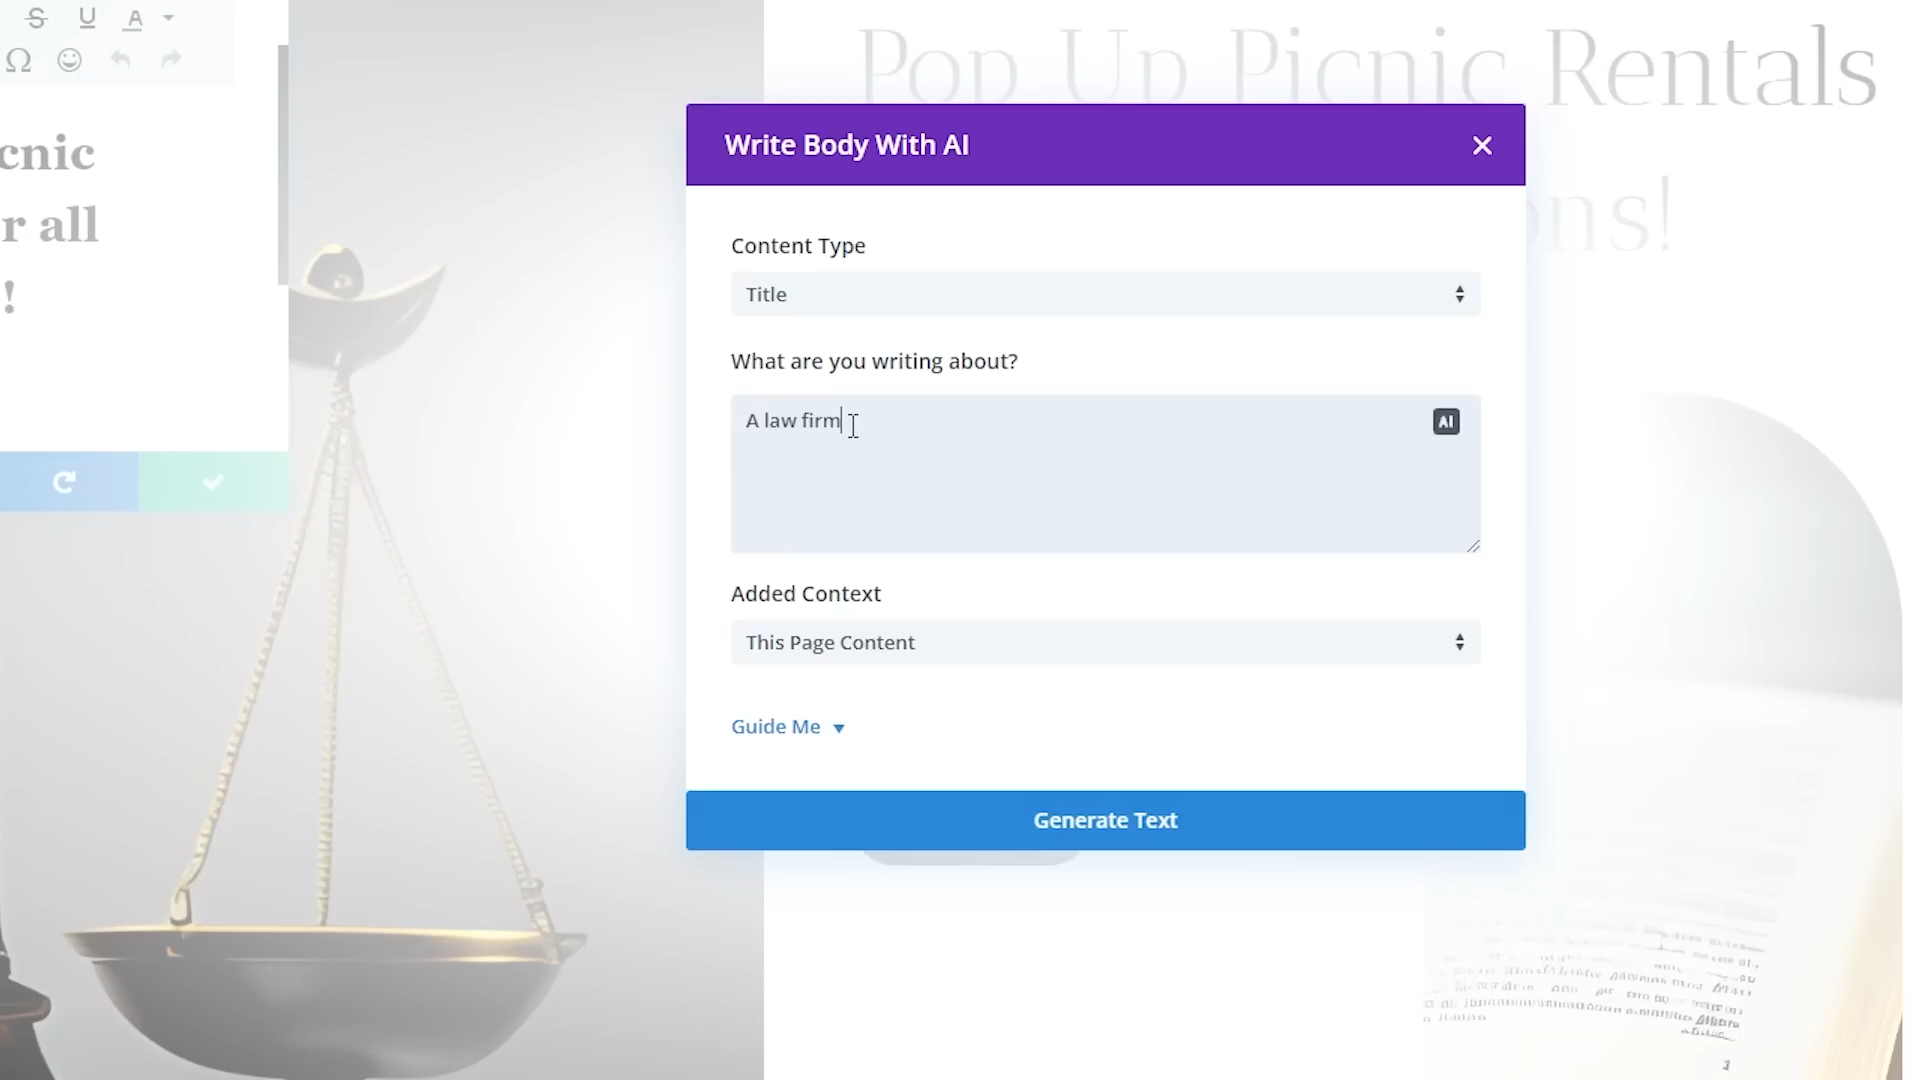 Pop Up Picnic Rentals
ons!
cnic
r all
!
Write Body With AI
Content Type
Title
What are you writing about?
A law firm
AI
Added Context
This Page Content
Guide Me
Generate Text